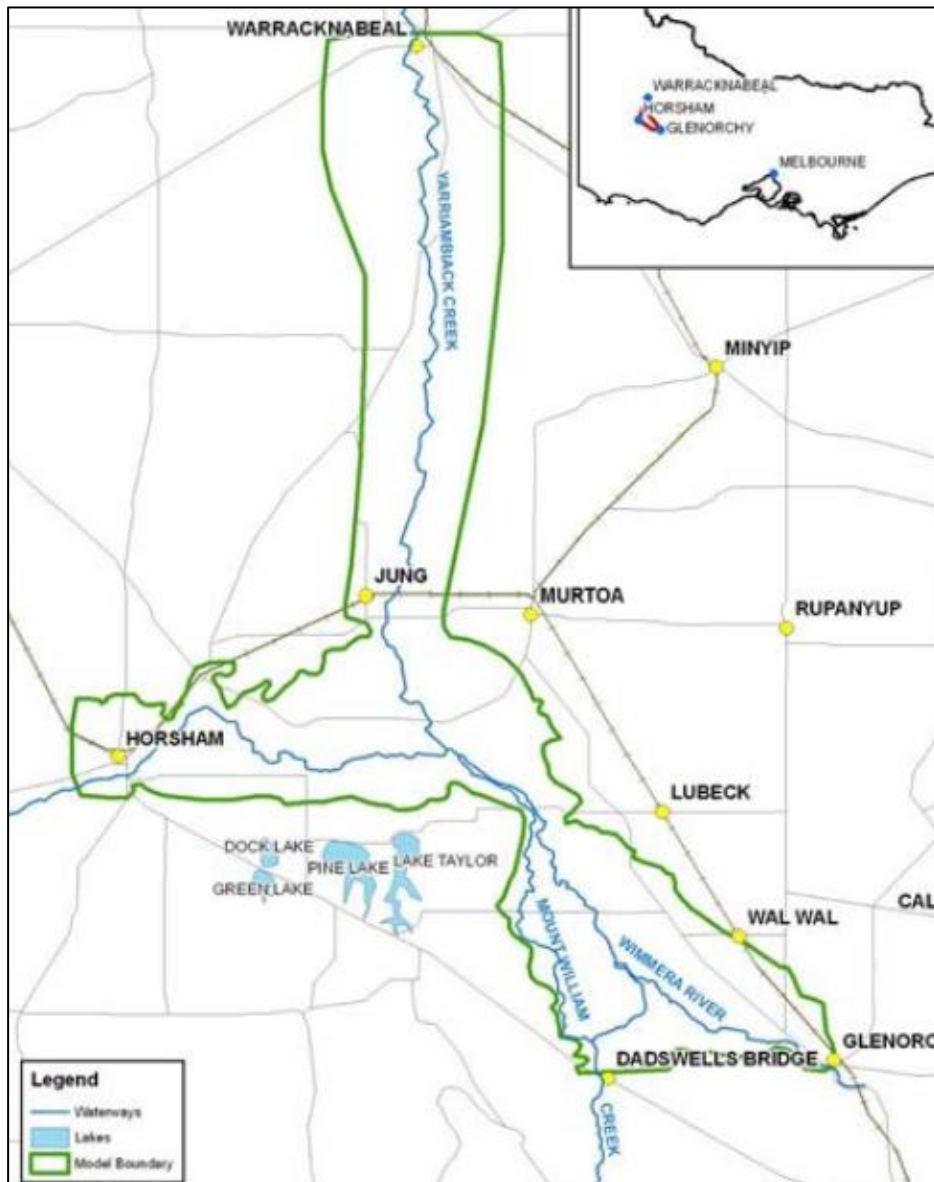 WARRACKNABEAL
WARRACKNABEAL
HORSHAM
GLENORCHY
MELBOURNE
YARRIAMBIACK CREEK
MINYIP
JUNG
MURTOA
RUPANYUP
HORSHAM
LUBECK
DOCK LAKE
PINE LAKE
LAKE TAYLOR
GREEN LAKE
CAL
WAL WAL
MOUNT WILLIAM
WIMMERA RIVER
GLENORC
DADSWELLS BRIDGE
CREEK
Legend
Waterways
Lakes
Model Boundary